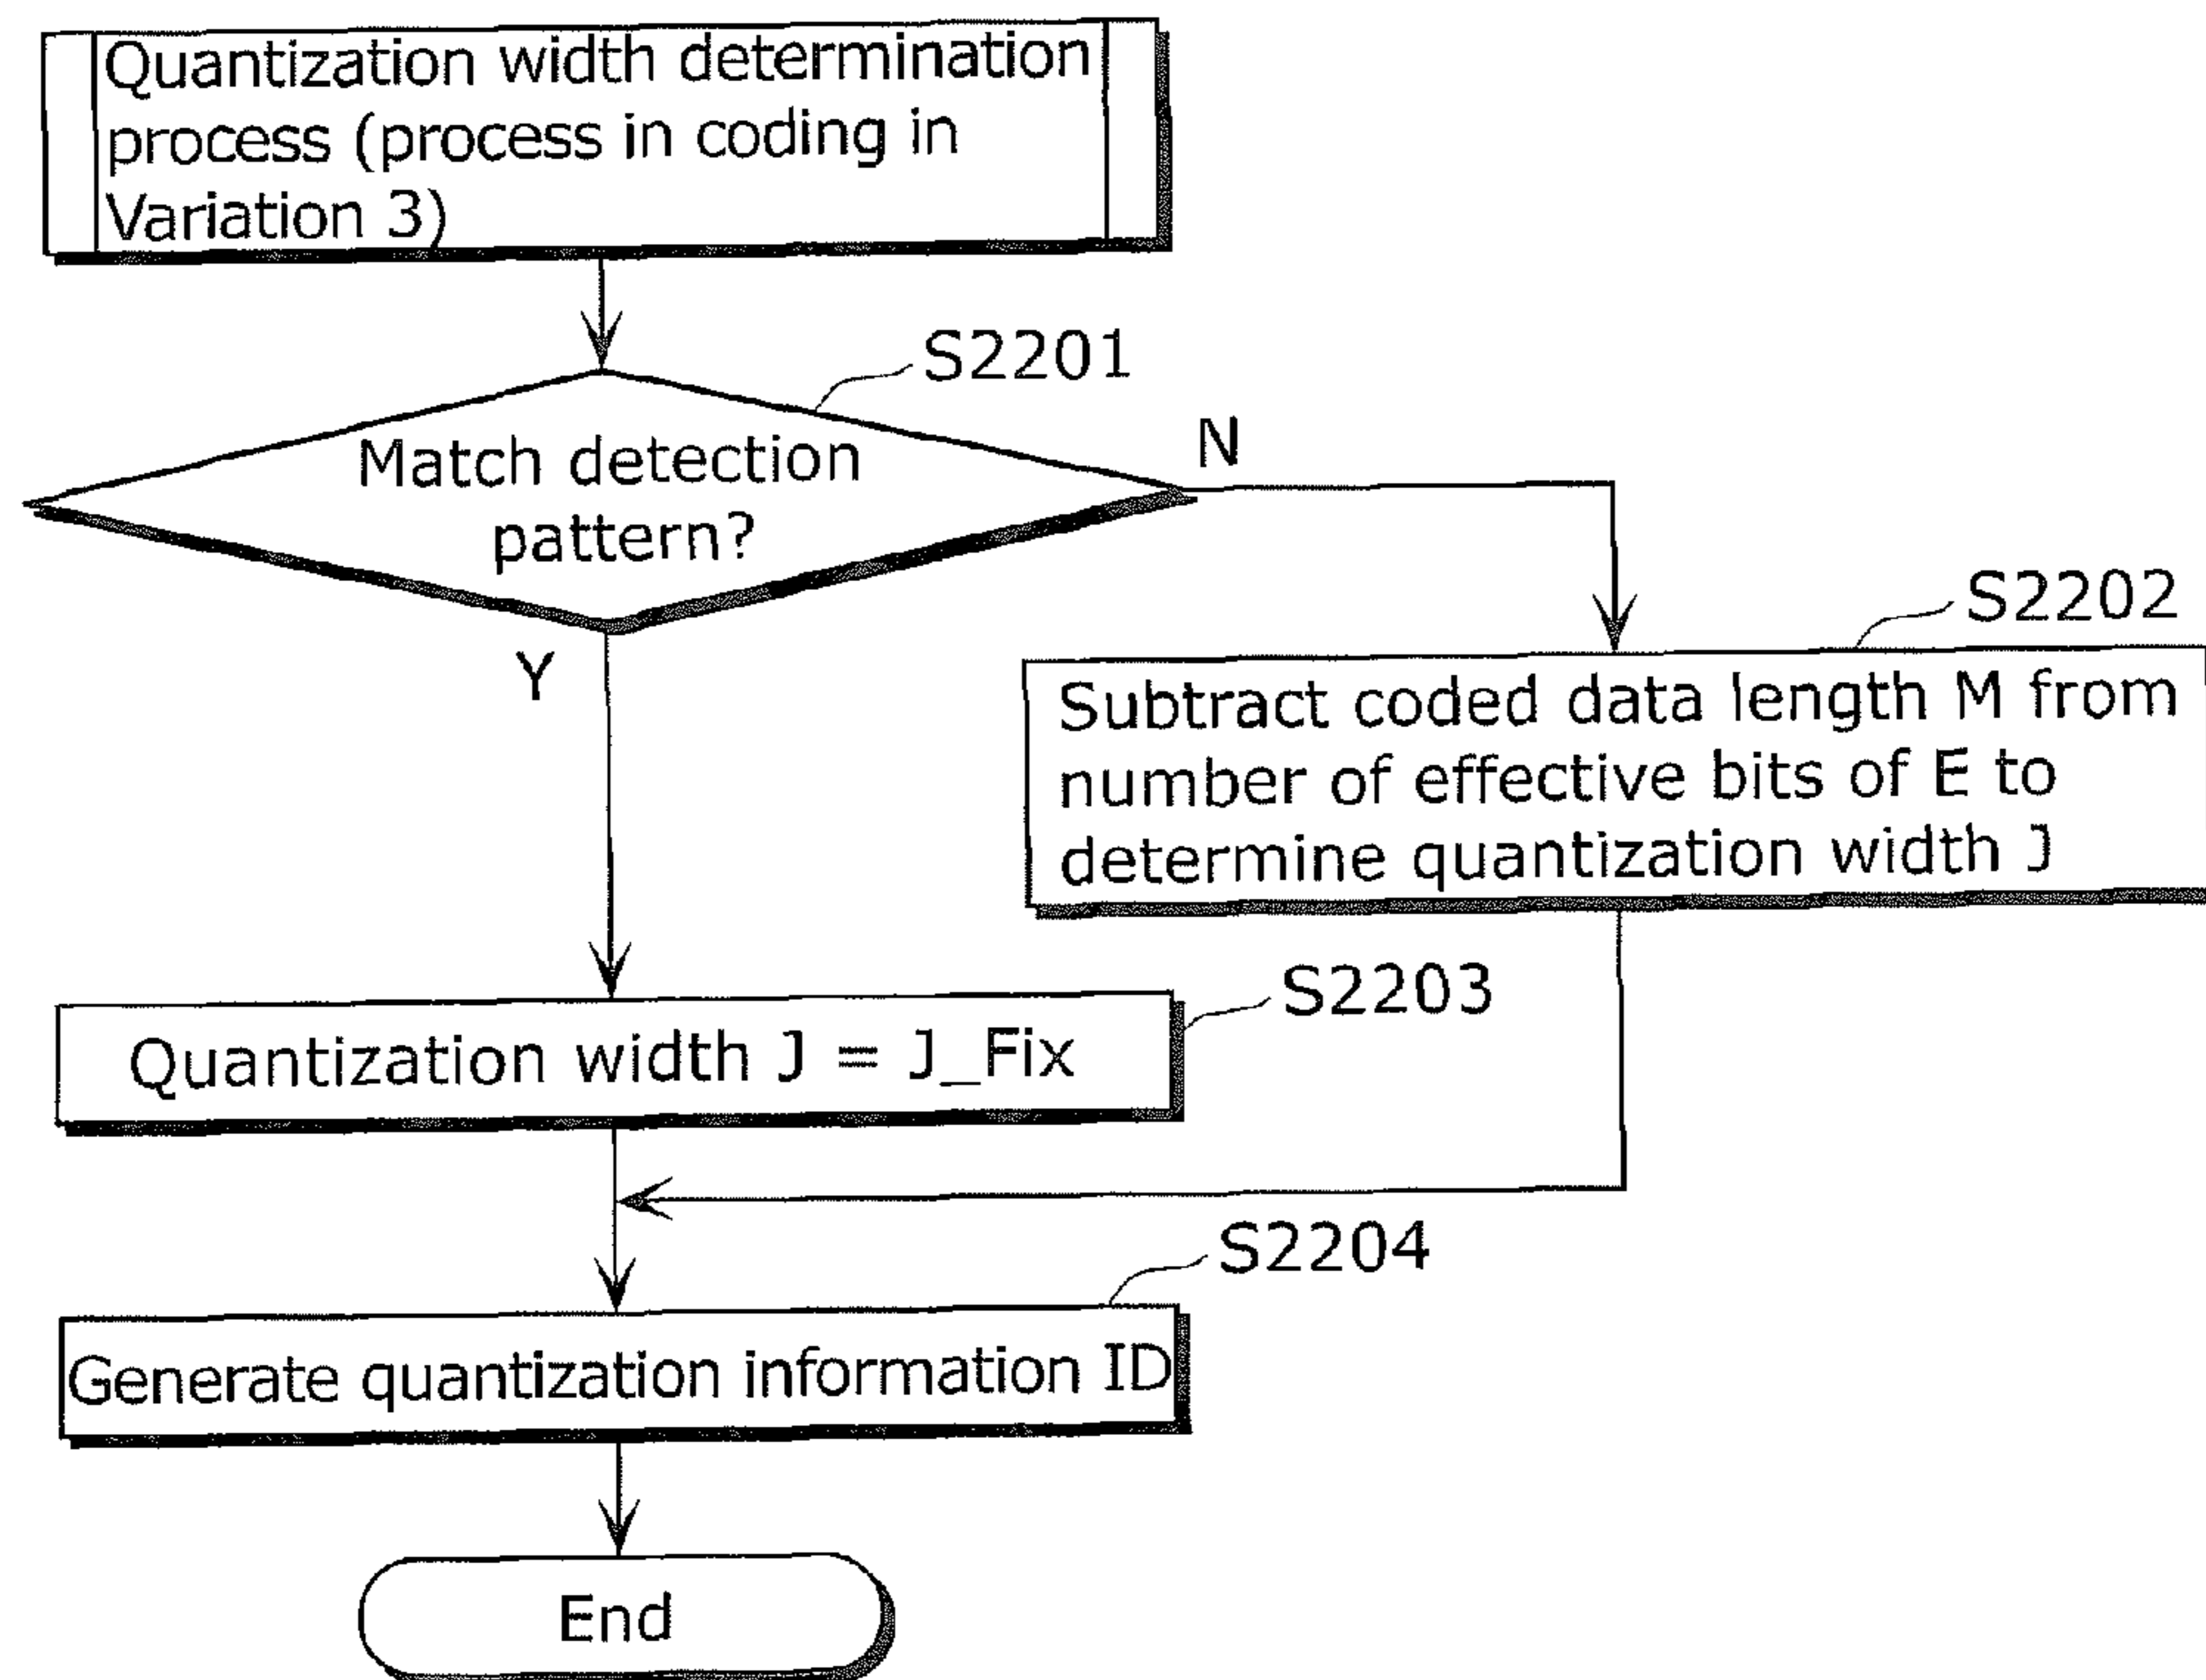 Quantization width determination
process (process in coding in
Variation 3)
S2201
Match detection
pattern?
N
Y
S2202
Subtract coded data length M from
number of effective bits of E to
determine quantization width J
S2203
Quantization width J = J_Fix
S2204
Generate quantization information ID
End